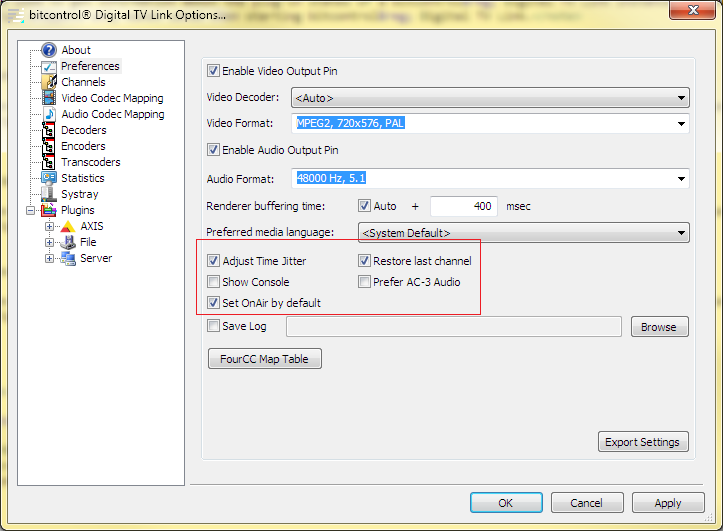 bitcontrol® Digital TV Link Options...
About
Preferences
Channels
Video Codec Mapping
Audio Codec Mapping
Decoders
Encoders
Transcoders
Statistics
Systray
Plugins
AXIS
File
Server
Enable Video Output Pin
Video Decoder: <Auto>
Video Format: MPEG2, 720x576, PAL
Enable Audio Output Pin
Audio Format: 48000 Hz, 5.1
Renderer buffering time: Auto + 400 msec
Preferred media language: <System Default>
Adjust Time Jitter Restore last channel
Show Console Prefer AC-3 Audio
Set OnAir by default
Save Log Browse
FourCC Map Table
Export Settings
OK Cancel Apply